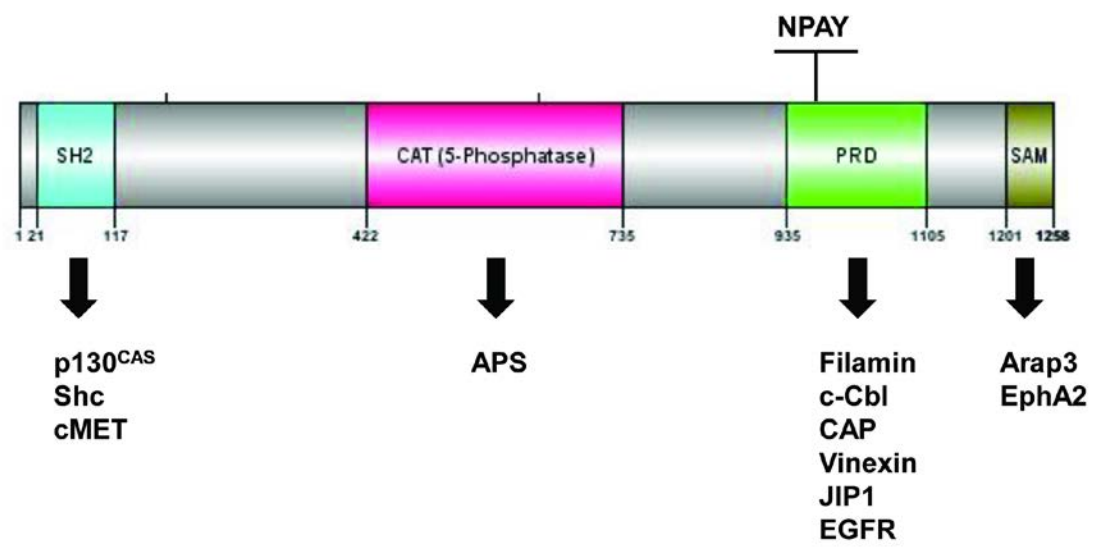 NPAY
SH2
CAT (5-Phosphatase)
PRD
SAM
1 21 117 422 735 935 1105 1201 1258
p130CAS
Shc
cMET
APS
Filamin
c-Cbl
CAP
Vinexin
JIP1
EGFR
Arap3
EphA2